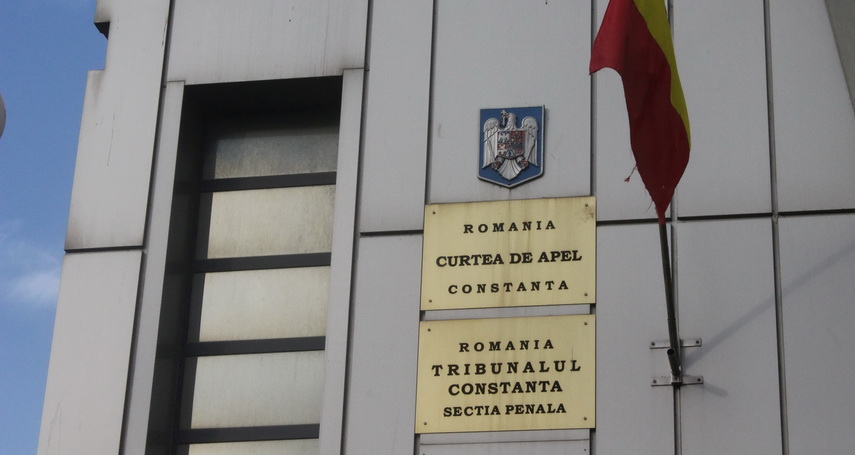 ROMANIA
CURTEA DE APEL
CONSTANTA
ROMANIA
TRIBUNALUL
CONSTANTA
SECTIA PENALA